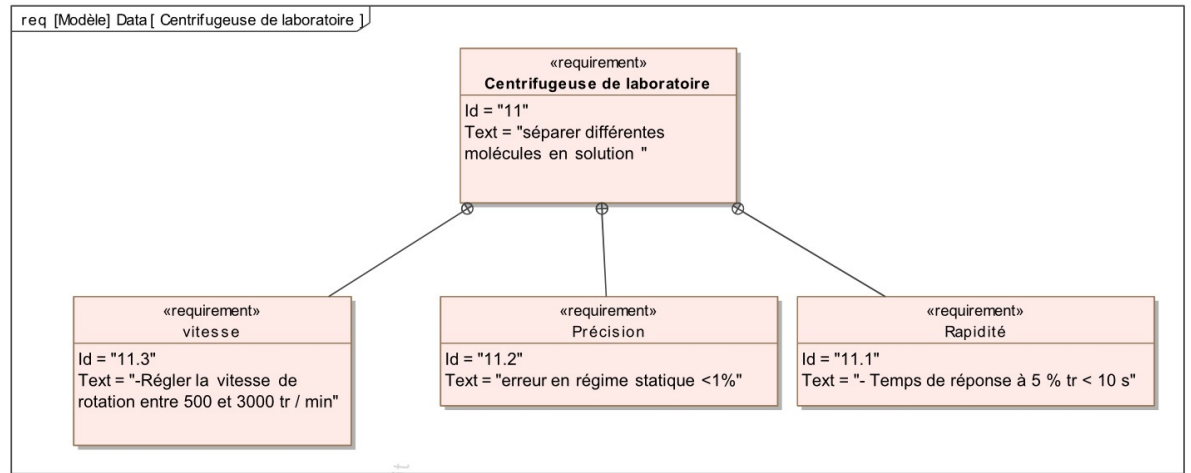 req [Modèle] Data [ Centrifugeuse de laboratoire ]
«requirement»
Centrifugeuse de laboratoire
Id = "11"
Text = "séparer différentes
molécules en solution "
«requirement»
vitesse
Id = "11.3"
Text = "-Régler la vitesse de
rotation entre 500 et 3000 tr / min"
«requirement»
Précision
Id = "11.2"
Text = "erreur en régime statique <1%"
«requirement»
Rapidité
Id = "11.1"
Text = "- Temps de réponse à 5 % tr < 10 s"